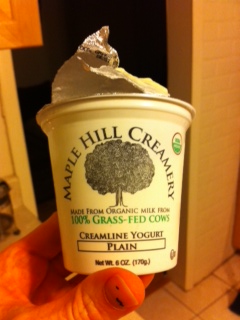 MAPLE HILL CREAMERY
MADE FROM ORGANIC MILK FROM
100% GRASS-FED COWS
CREAMLINE YOGURT
PLAIN
Net Wt. 6 OZ. (170g.)